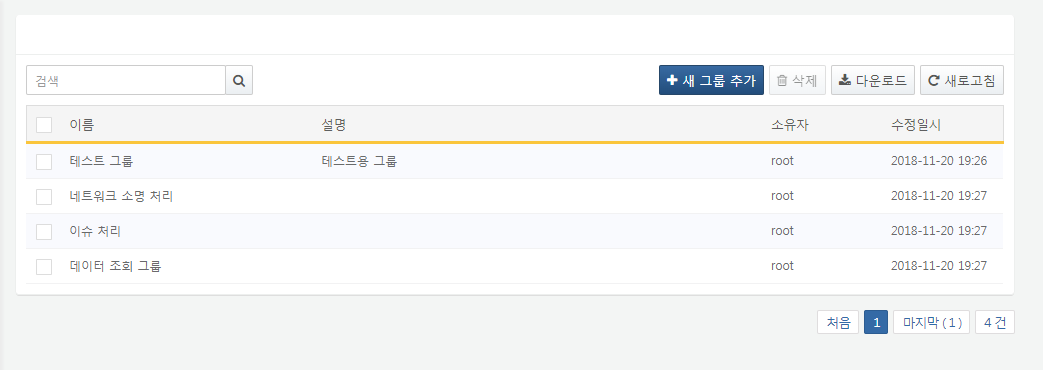 검색 새 그룹 추가 삭제 다운로드 새로고침
이름 설명 소유자 수정일시
테스트 그룹 테스트용 그룹 root 2018-11-20 19:26
네트워크 소명 처리 root 2018-11-20 19:27
이슈 처리 root 2018-11-20 19:27
데이터 조회 그룹 root 2018-11-20 19:27
처음 1 마지막 ( 1 ) 4 건